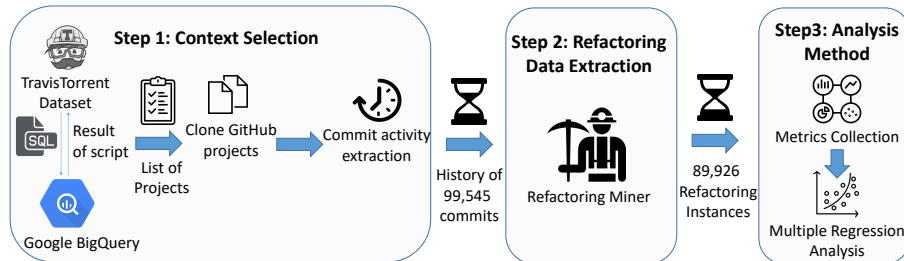 Step 1: Context Selection
T
TravisTorrent
Dataset
SQL
Result
of script
Google BigQuery
List of
Projects
Clone GitHub
projects
Commit activity
extraction
History of
99,545
commits
Step 2: Refactoring
Data Extraction
Refactoring Miner
89,926
Refactoring
Instances
Step3: Analysis
Method
Metrics Collection
Multiple Regression
Analysis